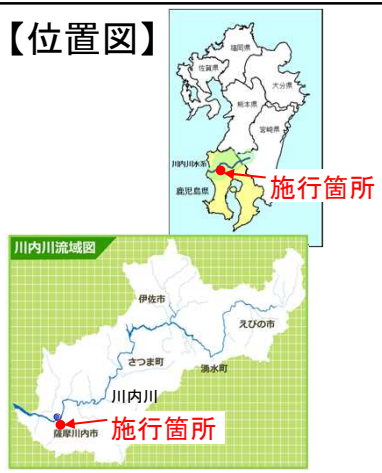 【位置図】
福岡県
佐賀県
大分県
熊本県
宮崎県
川内川水系
鹿児島県
施行箇所
川内川流域図
伊佐市
えびの市
さつま町
湧水町
川内川
薩摩川内市
施行箇所